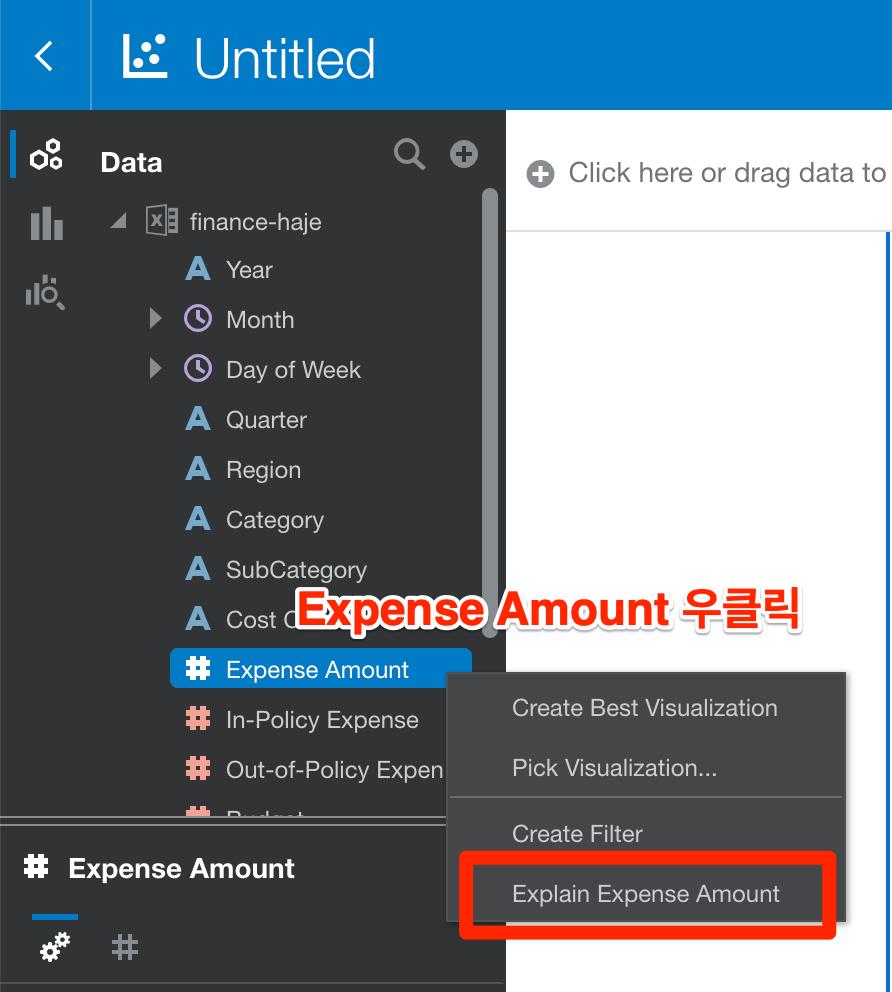 Untitled
Data
Click here or drag data to
finance-haje
Year
Month
Day of Week
Quarter
Region
Category
SubCategory
Cost C
Expense Amount 우클릭
Expense Amount
In-Policy Expense
Out-of-Policy Expen
Budget
Create Best Visualization
Pick Visualization...
Create Filter
Explain Expense Amount
Expense Amount